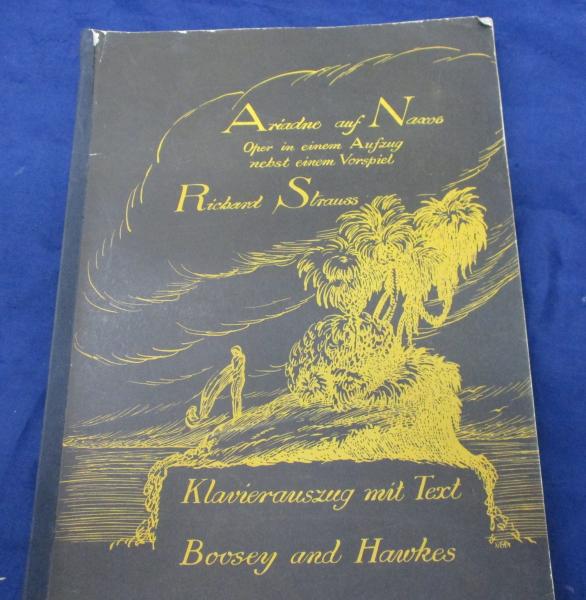 Ariadne auf Naxos
Oper in einem Aufzug
nebst einem Vorspiel
Richard Strauss
Klavierauszug mit Text
Boosey and Hawkes